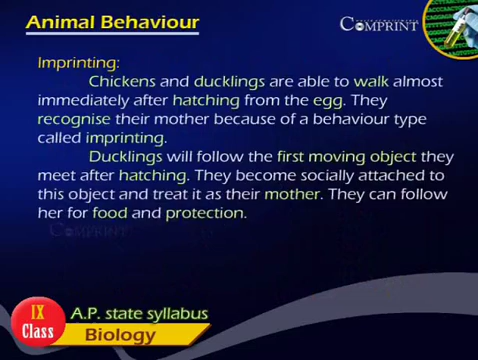 Animal Behaviour
COMPRINT
Imprinting:
Chickens and ducklings are able to walk almost
immediately after hatching from the egg. They
recognise their mother because of a behaviour type
called imprinting.
Ducklings will follow the first moving object they
meet after hatching. They become socially attached to
this object and treat it as their mother. They can follow
her for food and protection.
COMPRINT
IX
Class
A.P. state syllabus
Biology